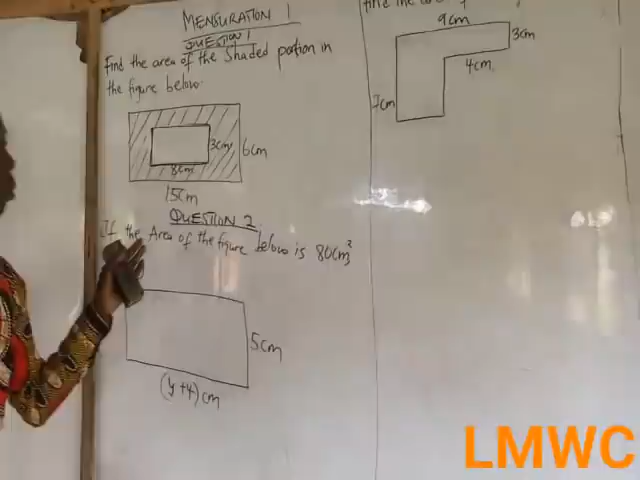 MENSURATION 1
QUESTION 1
Find the area of the shaded portion in
the figure below.
3cm
6cm
8cm
15cm
QUESTION 2
If the Area of the figure below is 80cm²
5cm
(y+4)cm
find the
9cm
3cm
4cm
7cm
LMWC